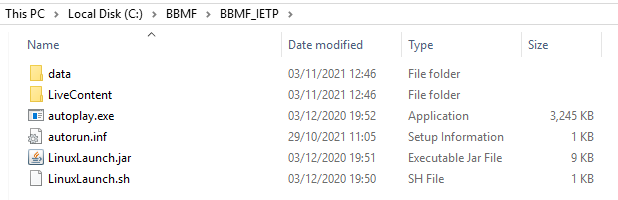 This PC > Local Disk (C:) > BBMF > BBMF_IETP >
Name Date modified Type Size
data 03/11/2021 12:46 File folder
LiveContent 03/11/2021 12:46 File folder
autoplay.exe 03/12/2020 19:52 Application 3,245 KB
autorun.inf 29/10/2021 11:05 Setup Information 1 KB
LinuxLaunch.jar 03/12/2020 19:51 Executable Jar File 9 KB
LinuxLaunch.sh 03/12/2020 19:50 SH File 1 KB